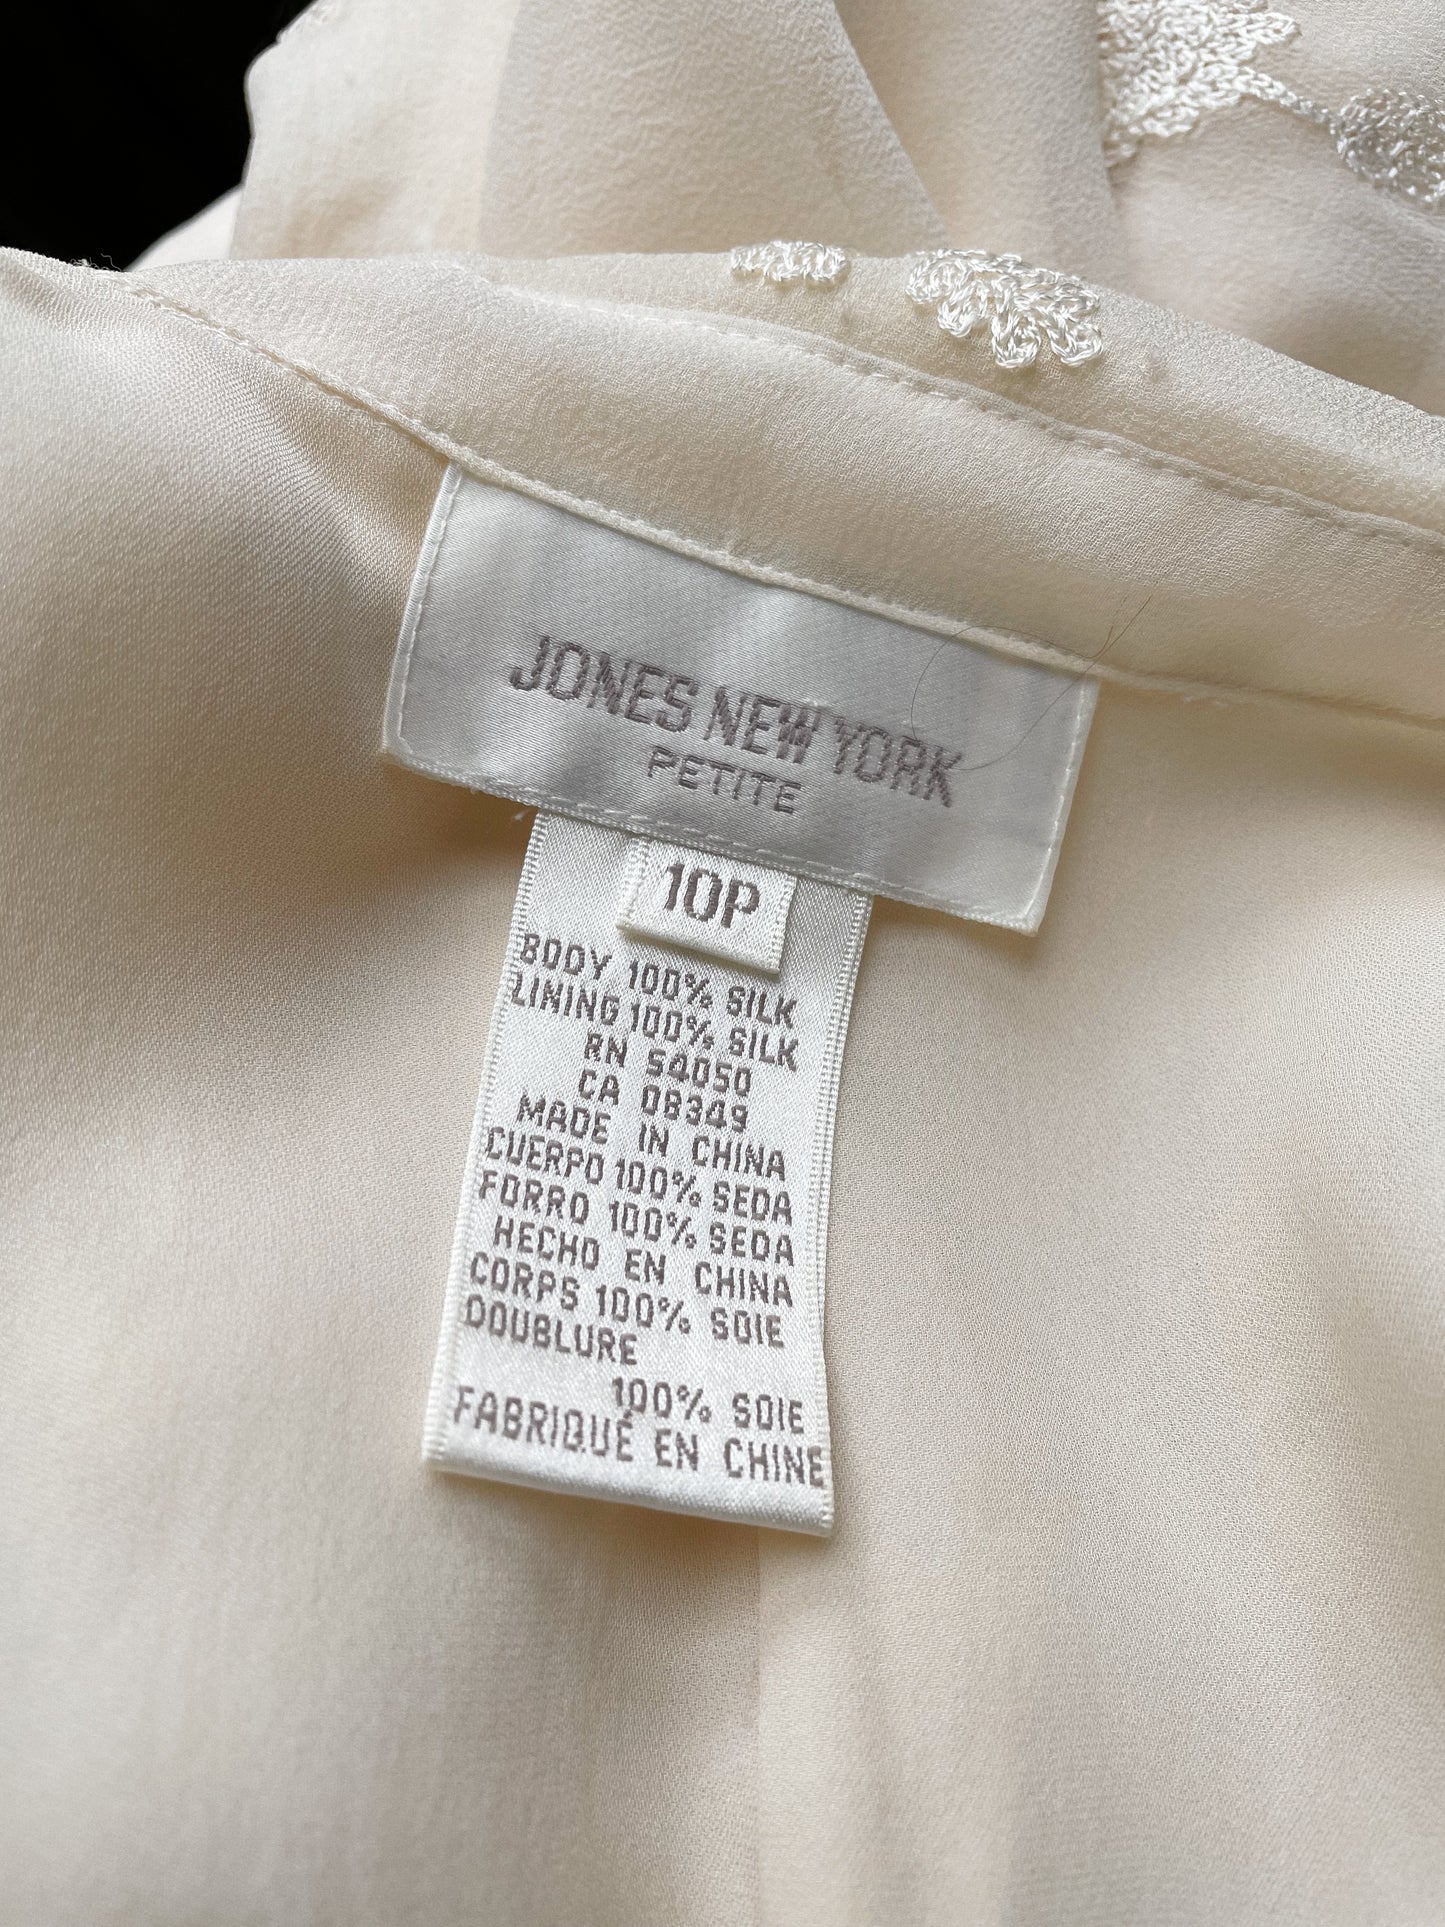 JONES NEW YORK
PETITE
10P
BODY 100% SILK
LINING 100% SILK
RN 54050
CA 08349
MADE IN CHINA
CUERPO 100% SEDA
FORRO 100% SEDA
HECHO EN CHINA
CORPS 100% SOIE
DOUBLURE
100% SOIE
FABRIQUÉ EN CHINE